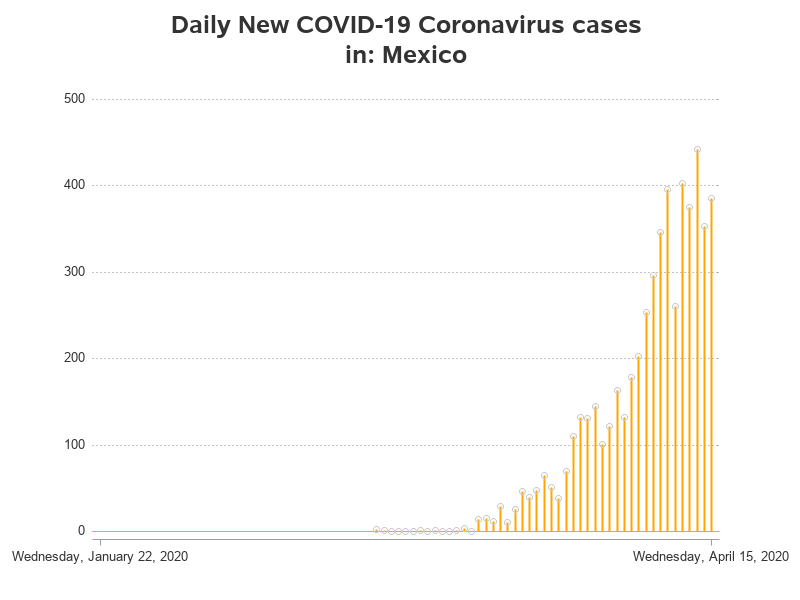 Daily New COVID-19 Coronavirus cases
in: Mexico
500
400
300
200
100
0
Wednesday, January 22, 2020
Wednesday, April 15, 2020